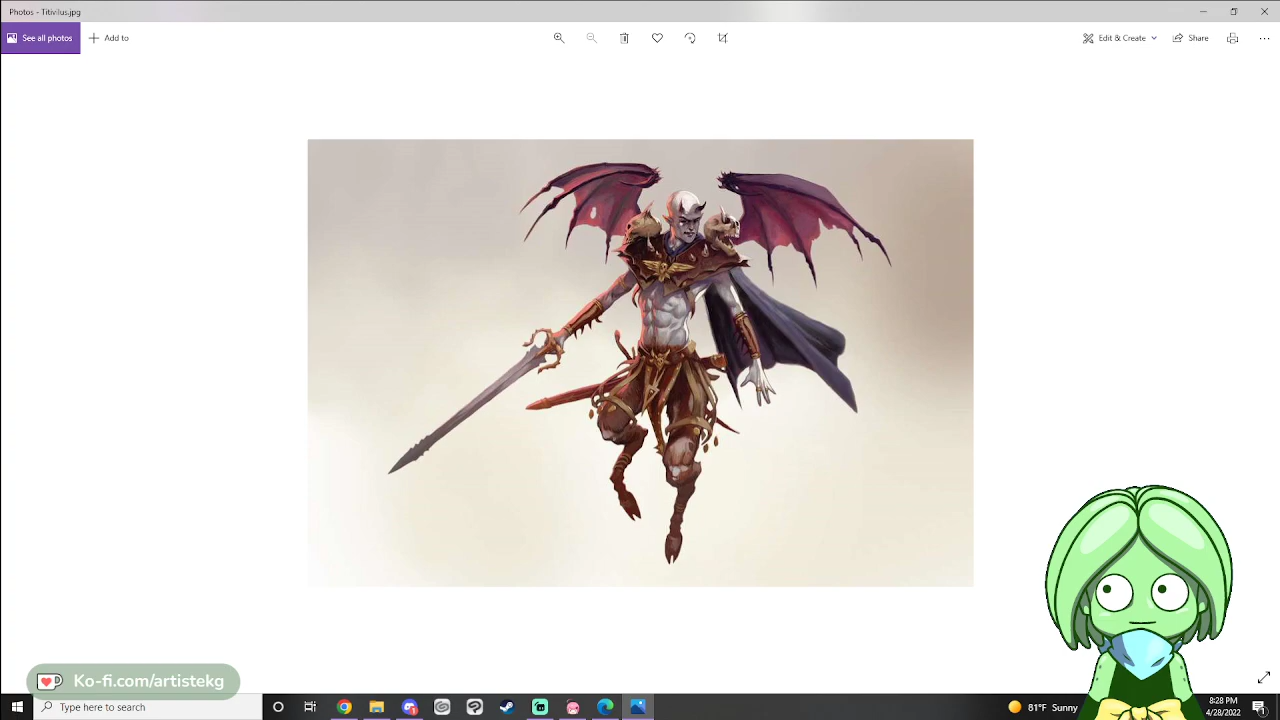 Photos - Titivilus.jpg
See all photos
Add to
Edit & Create
Share
Ko-fi.com/artistekg
Type here to search
81°F Sunny
8:28 PM
4/28/2022